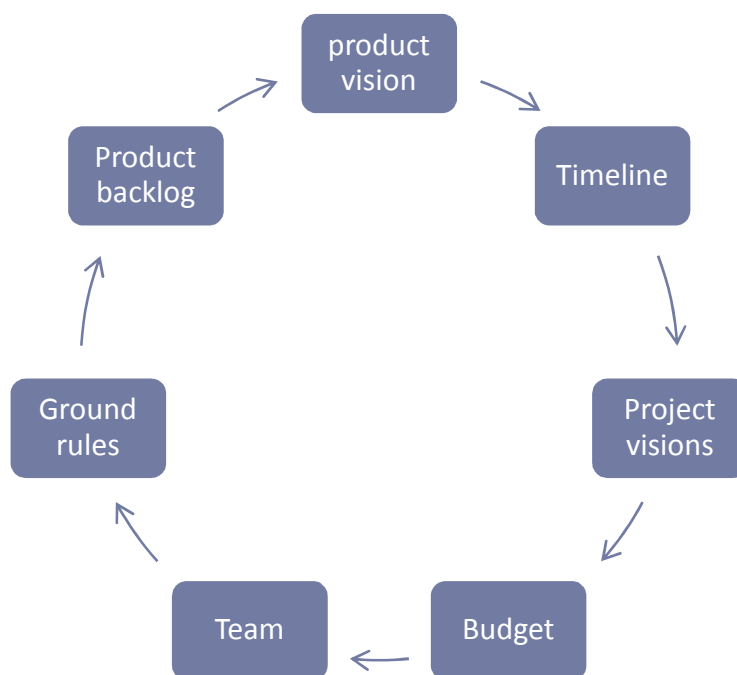 product
vision
Timeline
Project
visions
Budget
Team
Ground
rules
Product
backlog